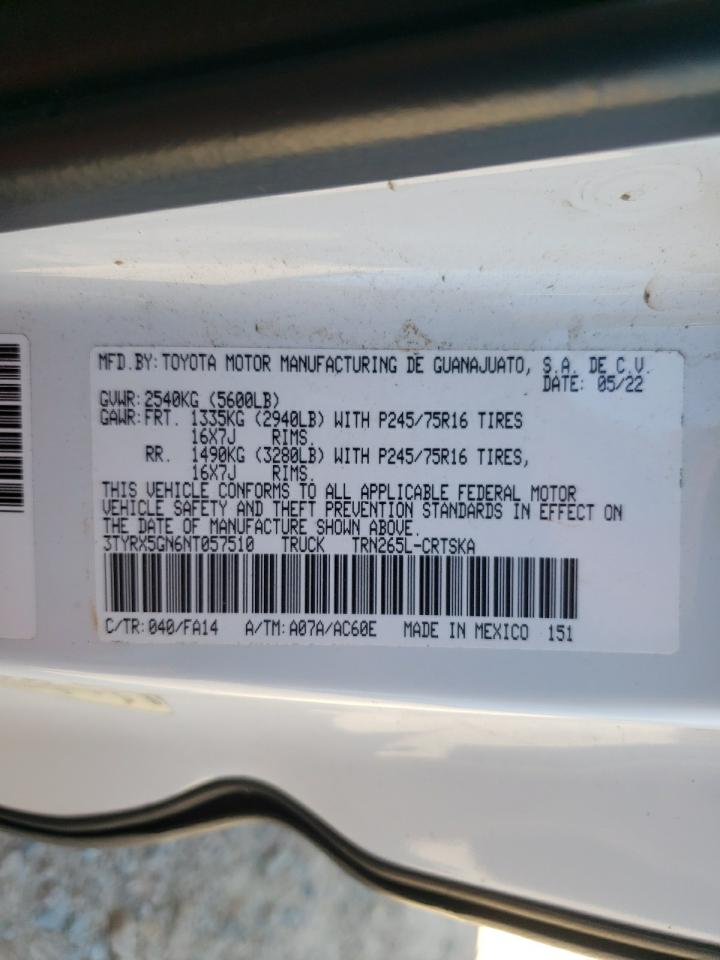 MFD.BY: TOYOTA MOTOR MANUFACTURING DE GUANAJUATO, S.A. DE C.V.
DATE: 05/22
GVWR: 2540KG (5600LB)
GAWR: FRT. 1335KG (2940LB) WITH P245/75R16 TIRES
16X7J RIMS.
RR. 1490KG (3280LB) WITH P245/75R16 TIRES,
16X7J RIMS.
THIS VEHICLE CONFORMS TO ALL APPLICABLE FEDERAL MOTOR
VEHICLE SAFETY AND THEFT PREVENTION STANDARDS IN EFFECT ON
THE DATE OF MANUFACTURE SHOWN ABOVE.
3TYRX5GN6NT057510 TRUCK TRN265L-CRTSKA
C/TR: 040/FA14 A/TM: A07A/AC60E MADE IN MEXICO 151